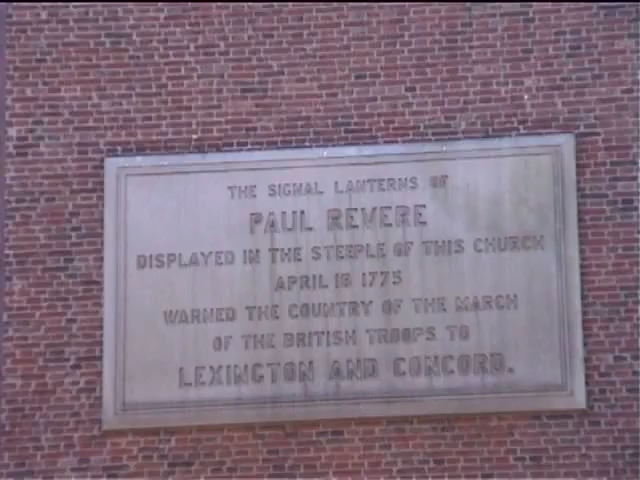 THE SIGNAL LANTERNS OF
PAUL REVERE
DISPLAYED IN THE STEEPLE OF THIS CHURCH
APRIL 18 1775
WARNED THE COUNTRY OF THE MARCH
OF THE BRITISH TROOPS TO
LEXINGTON AND CONCORD.